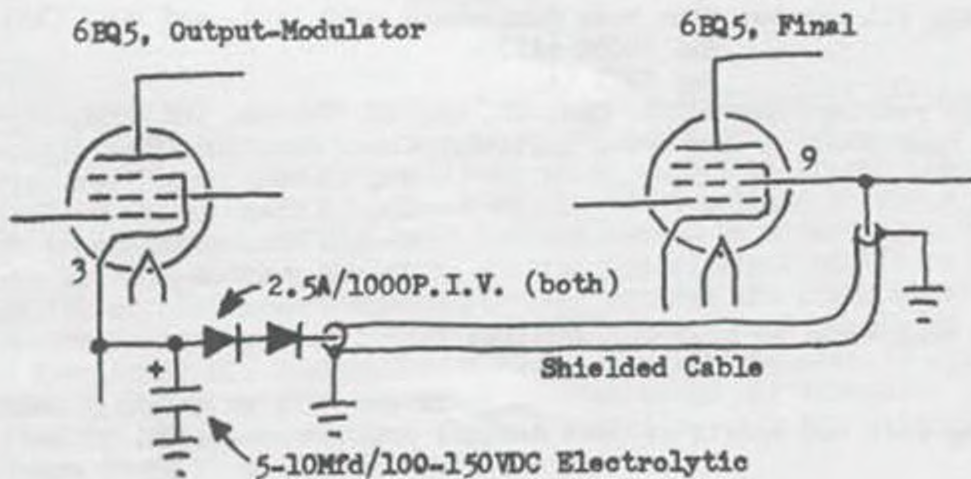 6BQ5, Output-Modulator
6BQ5, Final
9
3
2.5A/1000P.I.V. (both)
Shielded Cable
+
5-10Mfd/100-150VDC Electrolytic